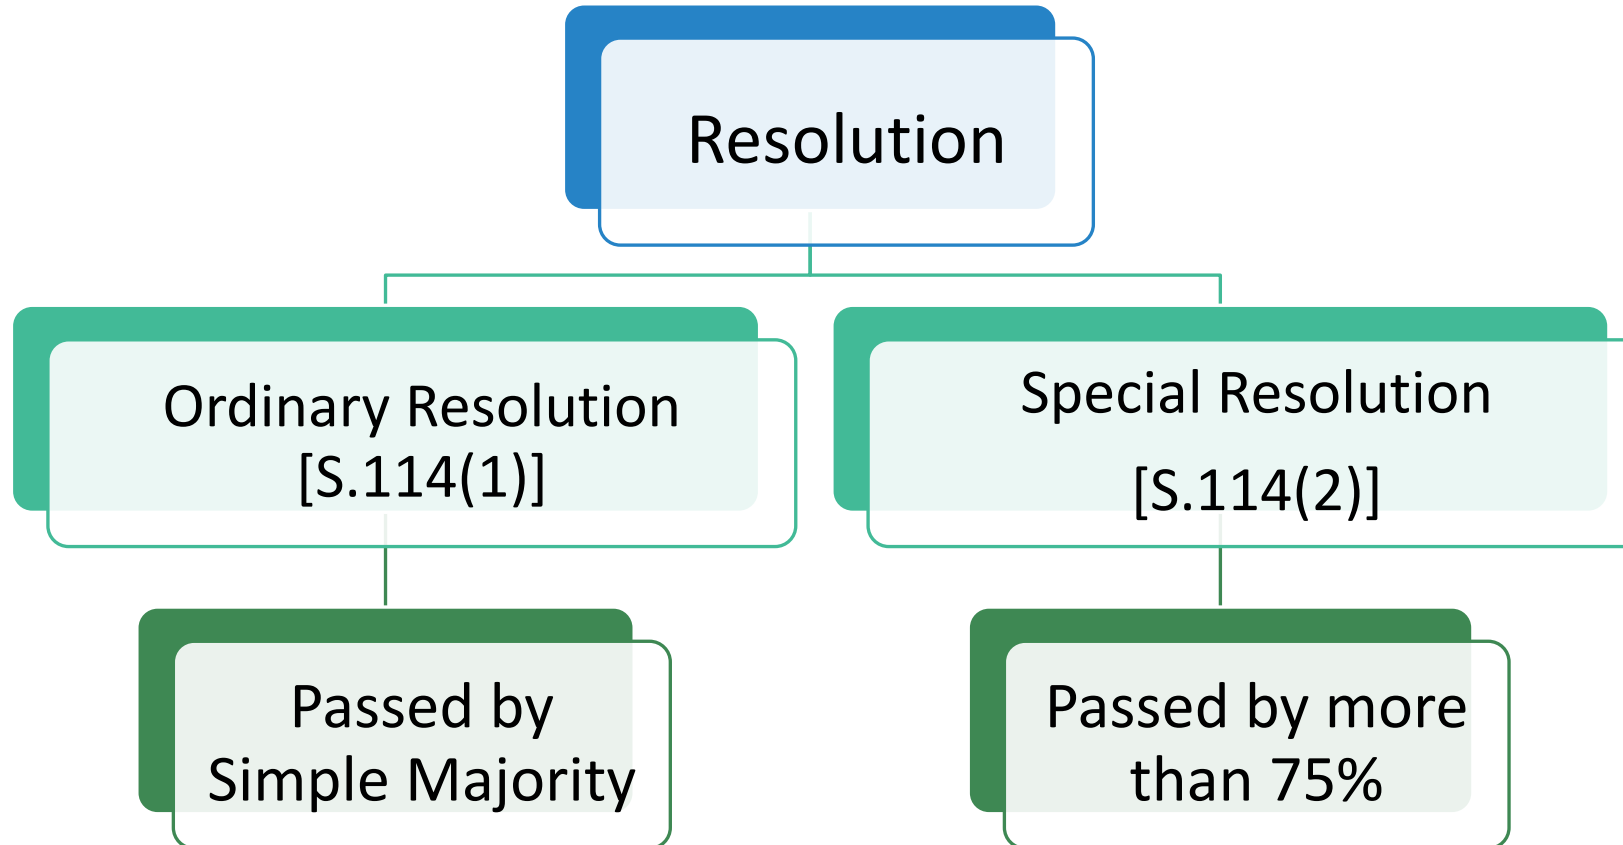 Resolution
Ordinary Resolution
[S.114(1)]
Special Resolution
[S.114(2)]
Passed by
Simple Majority
Passed by more
than 75%